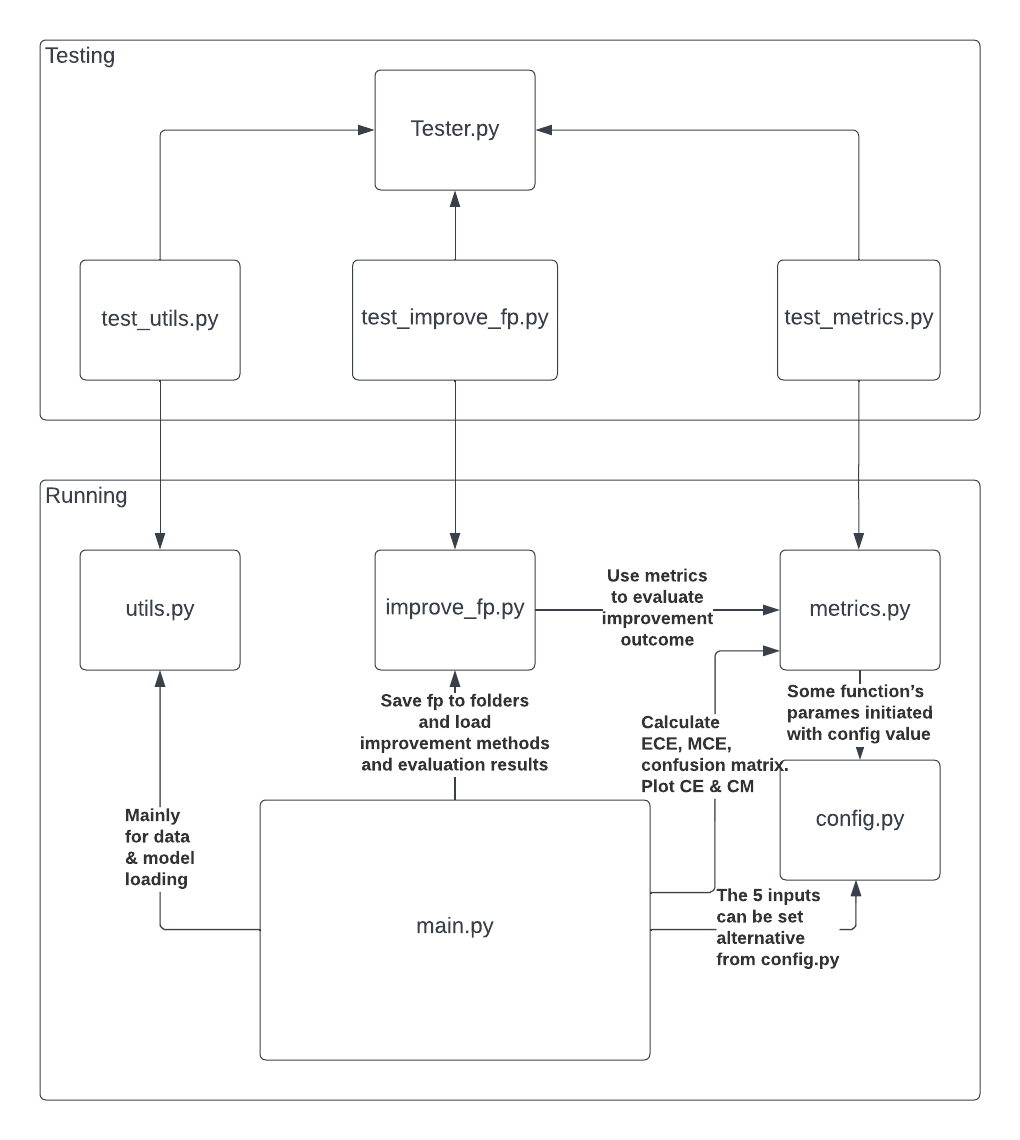 Testing
Tester.py
test_utils.py
test_improve_fp.py
test_metrics.py
Running
utils.py
improve_fp.py
Use metrics
to evaluate
improvement
outcome
metrics.py
Save fp to folders
and load
improvement methods
and evaluation results
Calculate
ECE, MCE,
confusion matrix.
Plot CE & CM
Some function’s
parames initiated
with config value
config.py
Mainly
for data
& model
loading
main.py
The 5 inputs
can be set
alternative
from config.py